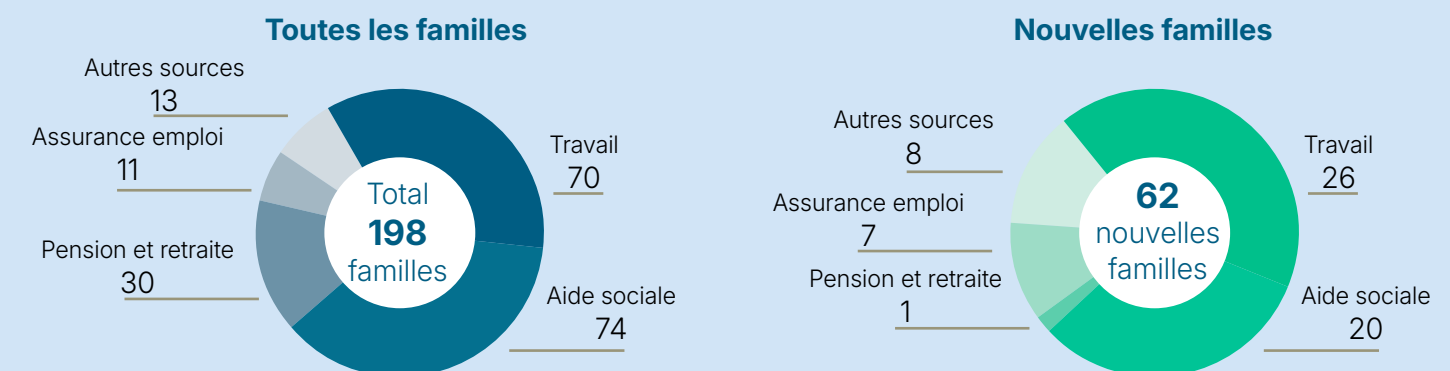 Toutes les familles
Autres sources
13
Assurance emploi
11
Pension et retraite
30
Total
198
familles
Travail
70
Aide sociale
74
Nouvelles familles
Autres sources
8
Assurance emploi
7
Pension et retraite
1
62
nouvelles
familles
Travail
26
Aide sociale
20